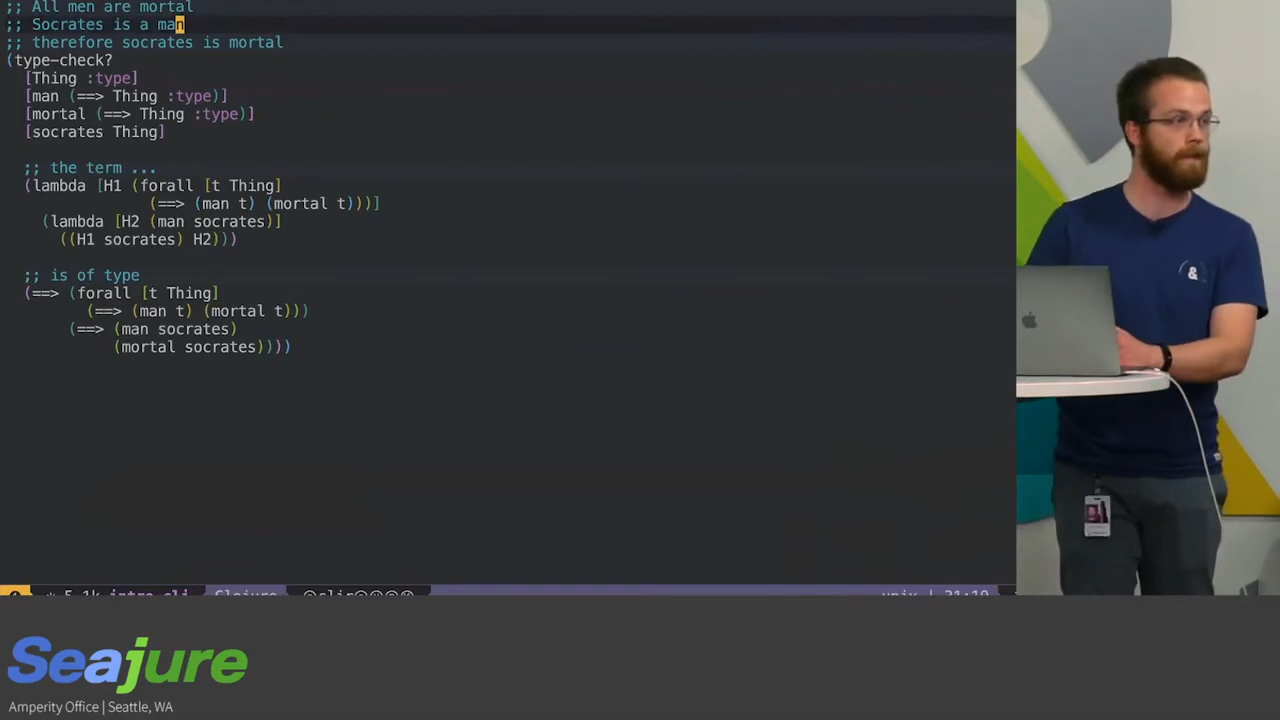 ;; All men are mortal
;; Socrates is a man
;; therefore socrates is mortal
(type-check?
[Thing :type]
[man (==> Thing :type)]
[mortal (==> Thing :type)]
[socrates Thing]
;; the term ...
(lambda [H1 (forall [t Thing]
(==> (man t) (mortal t)))]
(lambda [H2 (man socrates)]
((H1 socrates) H2)))
;; is of type
(==> (forall [t Thing]
(==> (man t) (mortal t)))
(==> (man socrates)
(mortal socrates))))
&
Seajure
Amperity Office | Seattle, WA